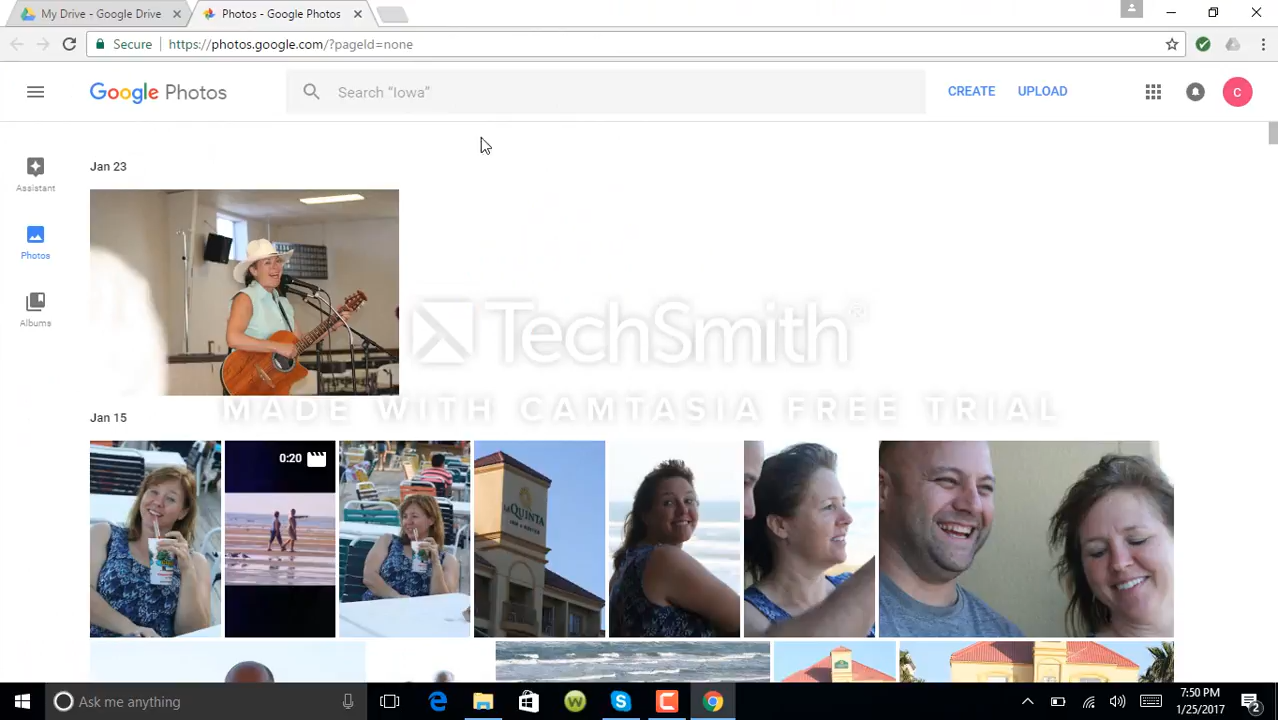 My Drive - Google Drive
Photos - Google Photos
Secure
https://photos.google.com/?pageId=none
Google Photos
Search "Iowa"
CREATE
UPLOAD
C
Assistant
Photos
Albums
Jan 23
TechSmith®
MADE WITH CAMTASIA FREE TRIAL
Jan 15
0:20
LAQUINTA
Ask me anything
7:50 PM
1/25/2017
2